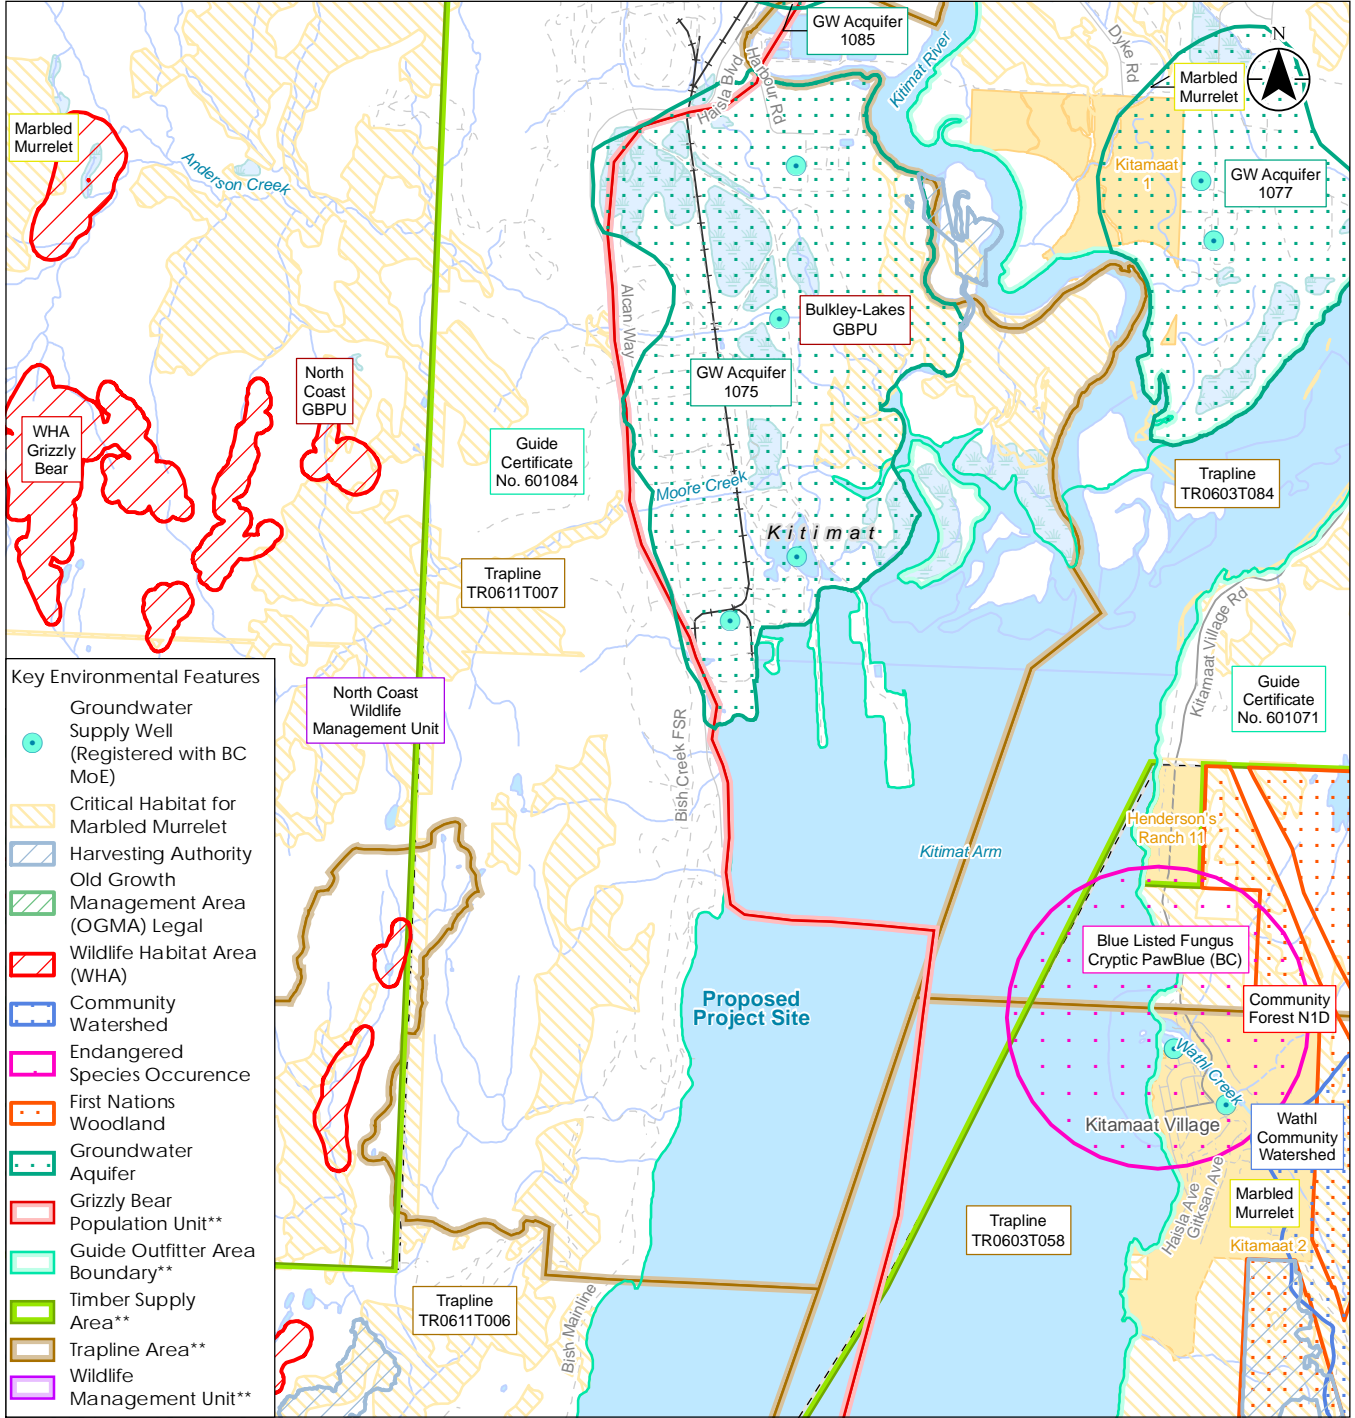 GW Acquifer
1085
N
Marbled
Murrelet
Dyke Rd
Kitimat River
Haisla Blvd
Harbour Rd
Marbled
Murrelet
Anderson Creek
Kitamaat
1
GW Acquifer
1077
Alcan Way
Bulkley-Lakes
GBPU
GW Acquifer
1075
North
Coast
GBPU
WHA
Grizzly
Bear
Guide
Certificate
No. 601084
Moore Creek
Kitimat
Trapline
TR0603T084
Trapline
TR0611T007
Kitamaat Village Rd
Guide
Certificate
No. 601071
North Coast
Wildlife
Management Unit
Bish Creek FSR
Kitimat Arm
Henderson's
Ranch 11
Blue Listed Fungus
Cryptic PawBlue (BC)
Proposed
Project Site
Community
Forest N1D
Wathl Creek
Kitamaat Village
Wathl
Community
Watershed
Haisla Ave
Gitksan Ave
Marbled
Murrelet
Kitamaat 2
Trapline
TR0603T058
Trapline
TR0611T006
Bish Mainline
Key Environmental Features
Groundwater
Supply Well
(Registered with BC
MoE)
Critical Habitat for
Marbled Murrelet
Harvesting Authority
Old Growth
Management Area
(OGMA) Legal
Wildlife Habitat Area
(WHA)
Community
Watershed
Endangered
Species Occurence
First Nations
Woodland
Groundwater
Aquifer
Grizzly Bear
Population Unit**
Guide Outfitter Area
Boundary**
Timber Supply
Area**
Trapline Area**
Wildlife
Management Unit**